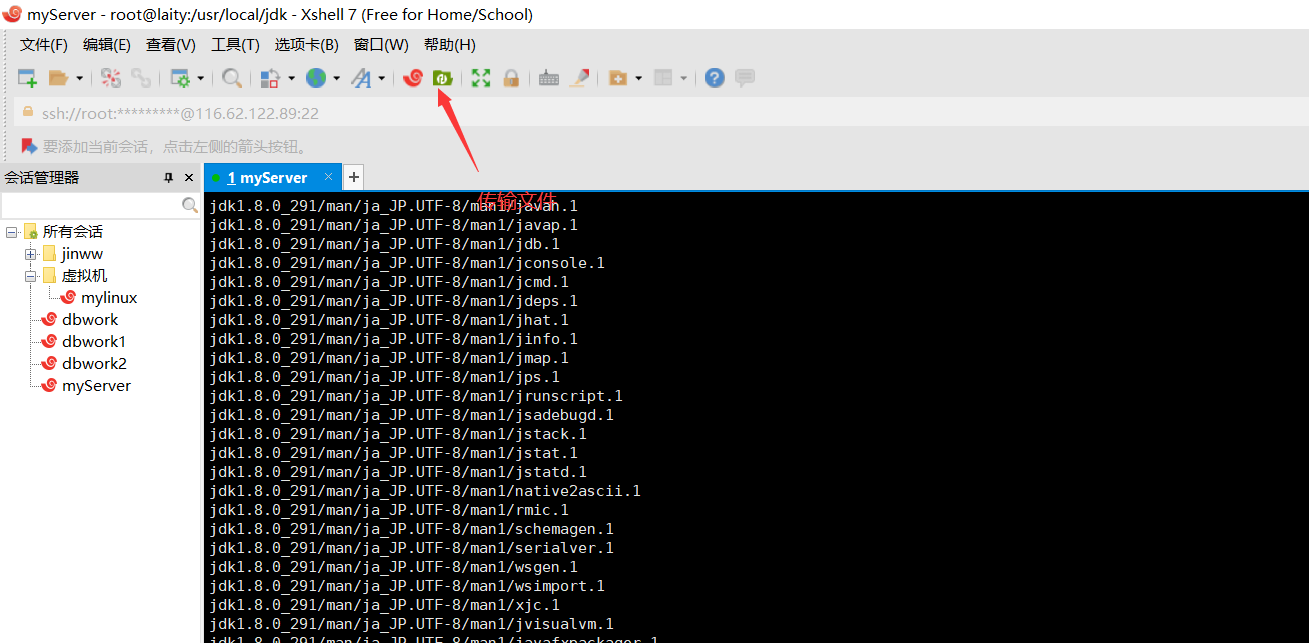 myServer - root@laity:/usr/local/jdk - Xshell 7 (Free for Home/School)
文件(F) 编辑(E) 查看(V) 工具(T) 选项卡(B) 窗口(W) 帮助(H)
ssh://root:*********@116.62.122.89:22
要添加当前会话，点击左侧的箭头按钮。
会话管理器
1 myServer
传输文件
所有会话
jinww
虚拟机
mylinux
dbwork
dbwork1
dbwork2
myServer
jdk1.8.0_291/man/ja_JP.UTF-8/man1/javah.1
jdk1.8.0_291/man/ja_JP.UTF-8/man1/javap.1
jdk1.8.0_291/man/ja_JP.UTF-8/man1/jdb.1
jdk1.8.0_291/man/ja_JP.UTF-8/man1/jconsole.1
jdk1.8.0_291/man/ja_JP.UTF-8/man1/jcmd.1
jdk1.8.0_291/man/ja_JP.UTF-8/man1/jdeps.1
jdk1.8.0_291/man/ja_JP.UTF-8/man1/jhat.1
jdk1.8.0_291/man/ja_JP.UTF-8/man1/jinfo.1
jdk1.8.0_291/man/ja_JP.UTF-8/man1/jmap.1
jdk1.8.0_291/man/ja_JP.UTF-8/man1/jps.1
jdk1.8.0_291/man/ja_JP.UTF-8/man1/jrunscript.1
jdk1.8.0_291/man/ja_JP.UTF-8/man1/jsadebugd.1
jdk1.8.0_291/man/ja_JP.UTF-8/man1/jstack.1
jdk1.8.0_291/man/ja_JP.UTF-8/man1/jstat.1
jdk1.8.0_291/man/ja_JP.UTF-8/man1/jstatd.1
jdk1.8.0_291/man/ja_JP.UTF-8/man1/native2ascii.1
jdk1.8.0_291/man/ja_JP.UTF-8/man1/rmic.1
jdk1.8.0_291/man/ja_JP.UTF-8/man1/schemagen.1
jdk1.8.0_291/man/ja_JP.UTF-8/man1/serialver.1
jdk1.8.0_291/man/ja_JP.UTF-8/man1/wsgen.1
jdk1.8.0_291/man/ja_JP.UTF-8/man1/wsimport.1
jdk1.8.0_291/man/ja_JP.UTF-8/man1/xjc.1
jdk1.8.0_291/man/ja_JP.UTF-8/man1/jvisualvm.1
jdk1.8.0_291/man/ja_JP.UTF-8/man1/javafxpackager.1